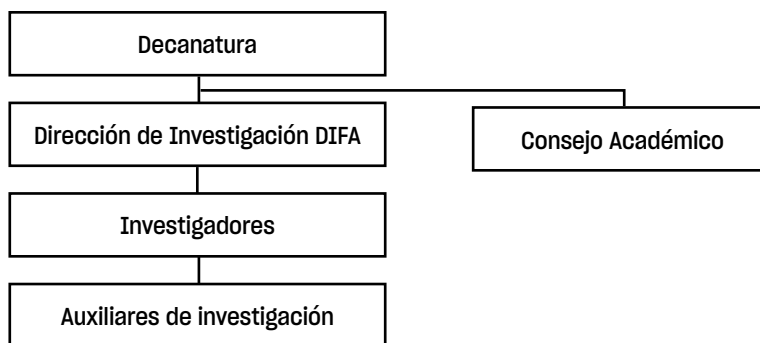 Decanatura
Dirección de Investigación DIFA
Consejo Académico
Investigadores
Auxiliares de investigación